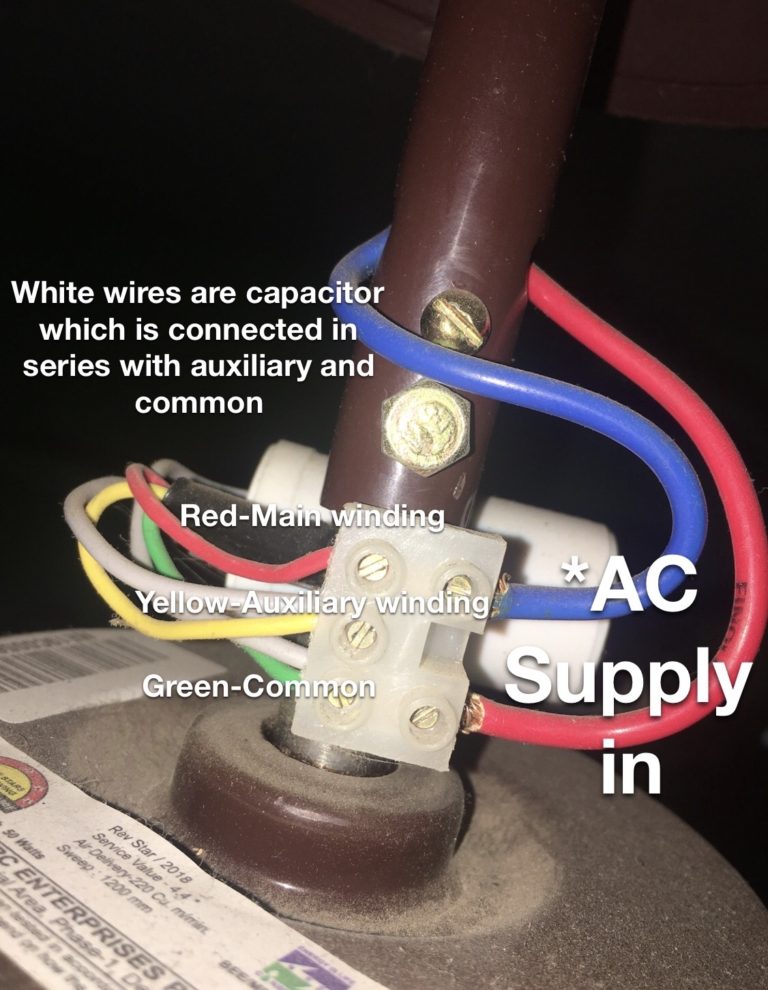 White wires are capacitor
which is connected in
series with auxiliary and
common
Red-Main winding
Yellow-Auxiliary winding
Green-Common
*AC
Supply
in
50 Watts
Rev Star / 2018
Service Value - 4.4
Air Delivery-220 Cu. m/min.
Sweep : 1200 mm
ENTERPRISES
Area, Phase-1,
BEE